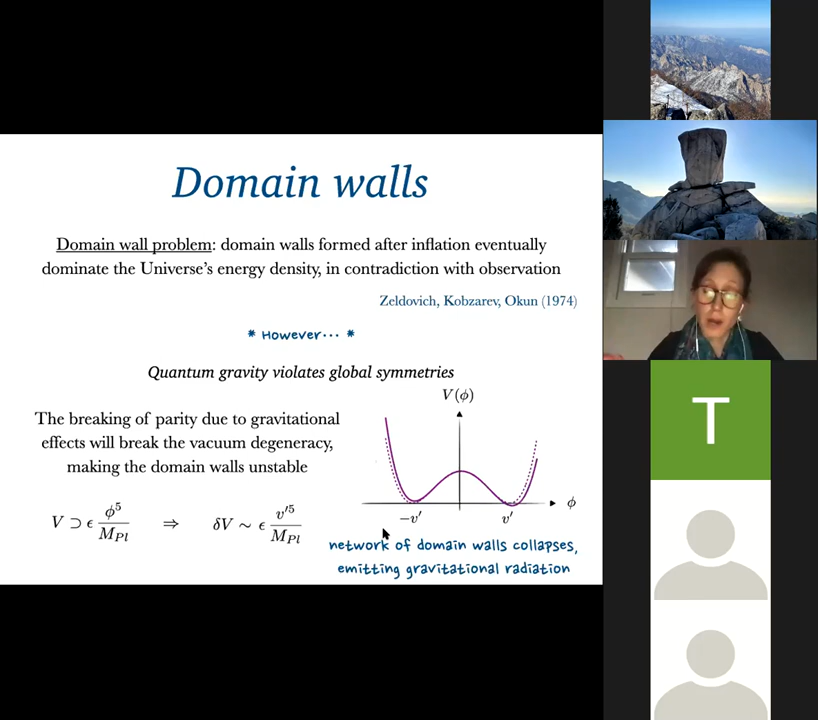 Domain walls
Domain wall problem: domain walls formed after inflation eventually
dominate the Universe's energy density, in contradiction with observation
Zeldovich, Kobzarev, Okun (1974)
* However... *
Quantum gravity violates global symmetries
The breaking of parity due to gravitational
effects will break the vacuum degeneracy,
making the domain walls unstable
V ⊃ ϵ ϕ⁵/M_Pl ⇒ δV ∼ ϵ v′⁵/M_Pl
V(ϕ)
ϕ
−v′
v′
network of domain walls collapses,
emitting gravitational radiation
T